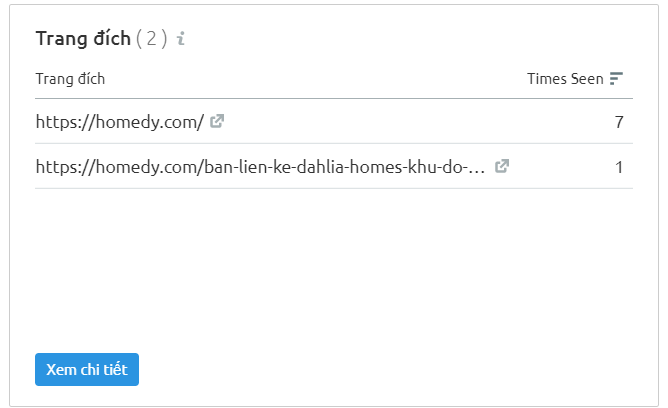 Trang đích ( 2 ) i
Trang đích Times Seen
https://homedy.com/ 7
https://homedy.com/ban-lien-ke-dahlia-homes-khu-do-... 1
Xem chi tiết